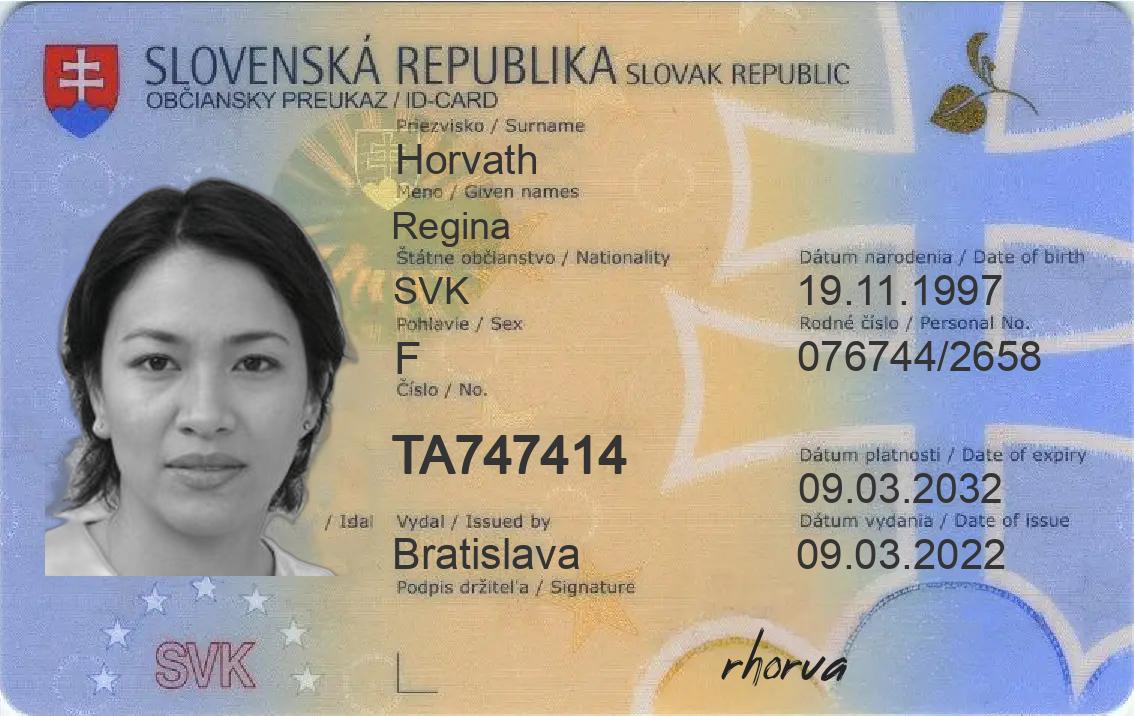 SLOVENSKÁ REPUBLIKA SLOVAK REPUBLIC
OBČIANSKY PREUKAZ / ID-CARD
Priezvisko / Surname
Horvath
Meno / Given names
Regina
Štátne občianstvo / Nationality
SVK
Dátum narodenia / Date of birth
19.11.1997
Pohlavie / Sex
F
Rodné číslo / Personal No.
076744/2658
Číslo / No.
TA747414
Dátum platnosti / Date of expiry
09.03.2032
/ Vydal / Issued by
Bratislava
Dátum vydania / Date of issue
09.03.2022
Podpis držiteľa / Signature
SVK
rhorva